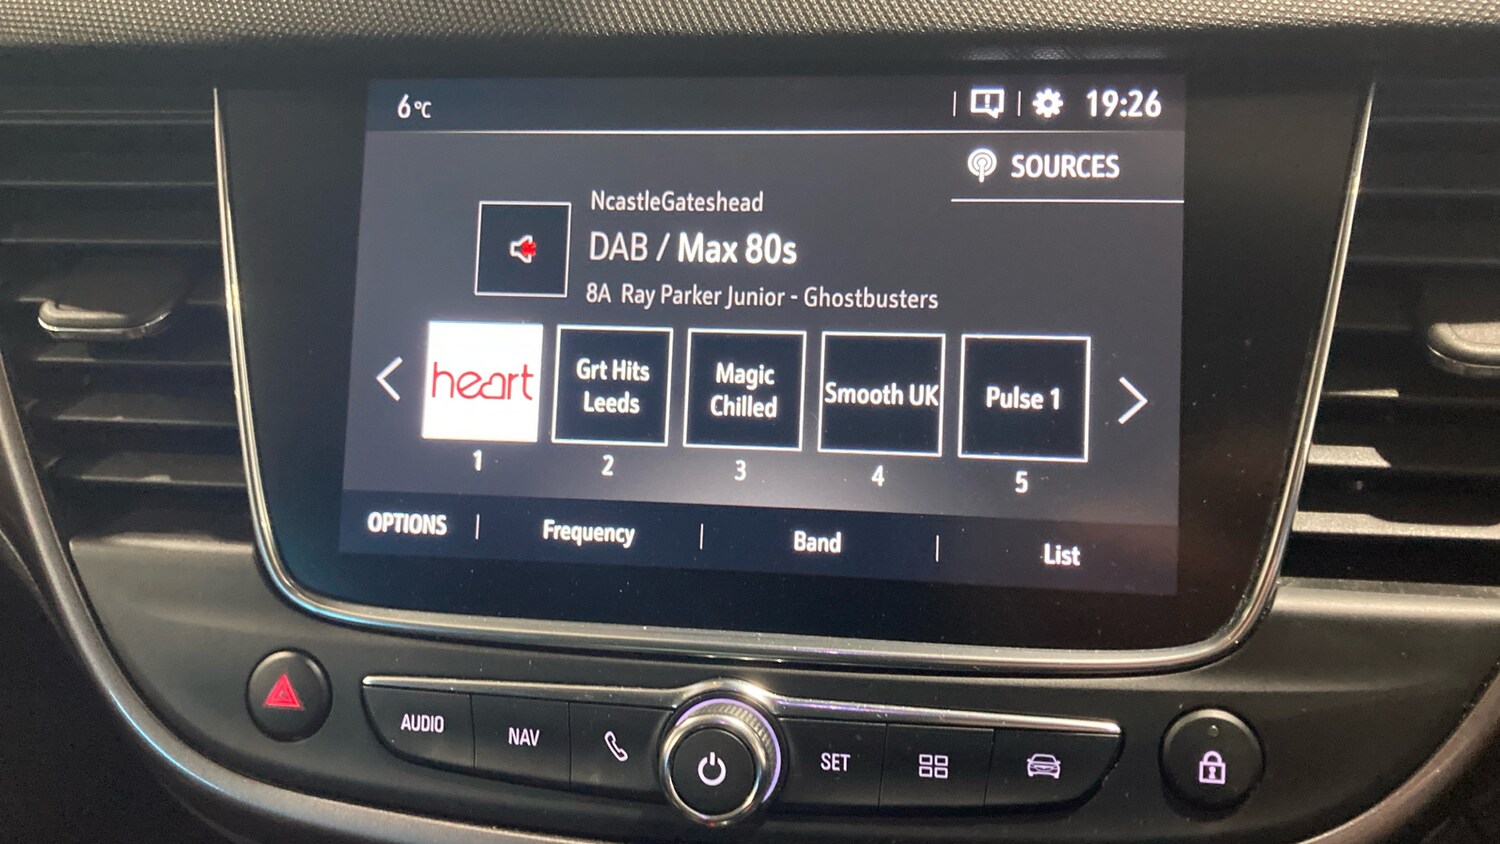 6°C
19:26
SOURCES
NcastleGateshead
DAB / Max 80s
8A Ray Parker Junior - Ghostbusters
heart
Grt Hits
Leeds
Magic
Chilled
Smooth UK
Pulse 1
1
2
3
4
5
OPTIONS
Frequency
Band
List
AUDIO
NAV
SET